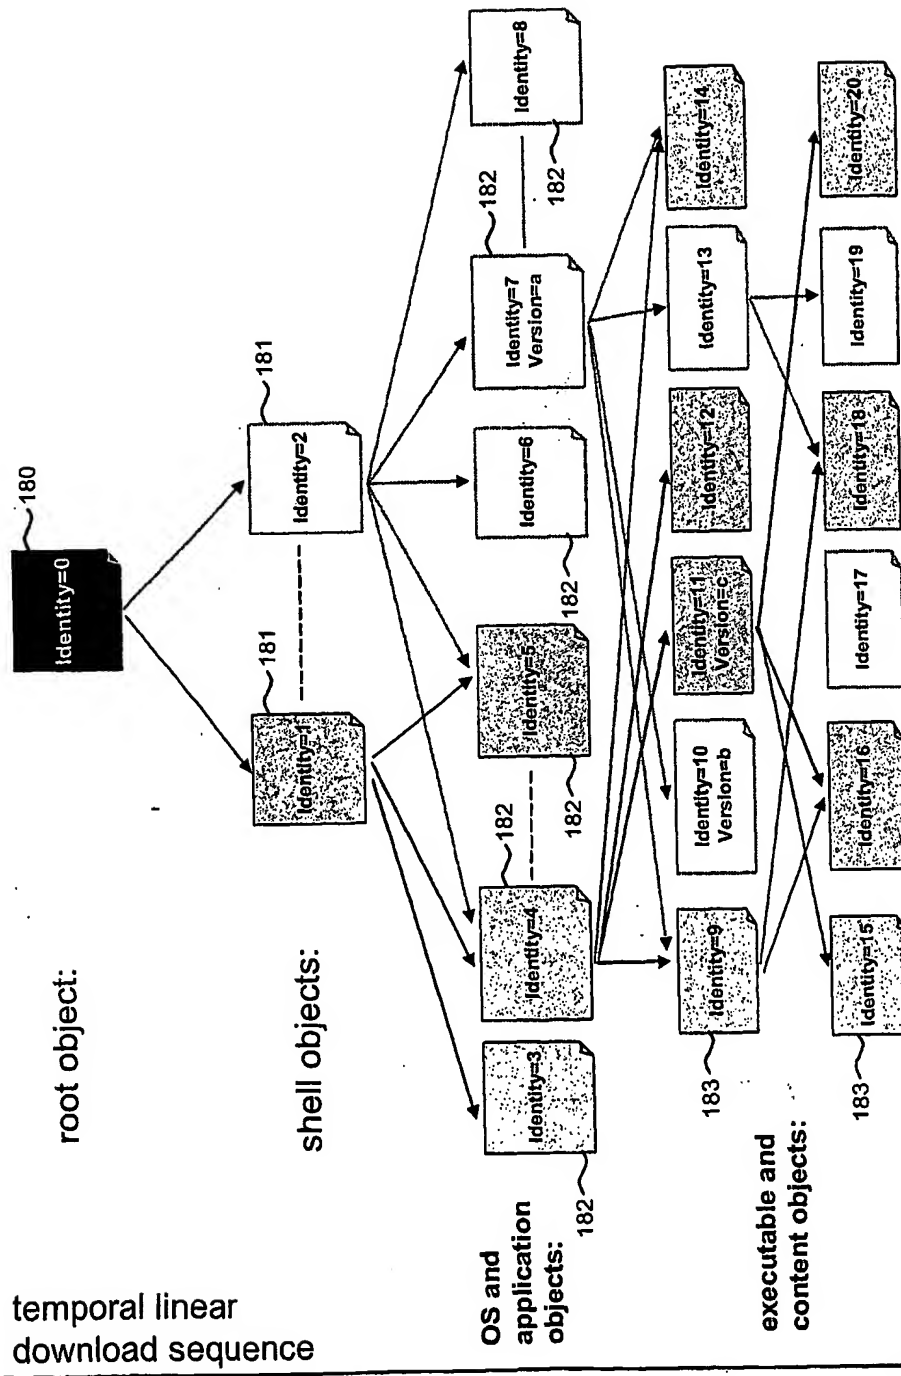 temporal linear
download sequence
root object:
180
Identity=0
shell objects:
181
Identity=1
181
Identity=2
OS and
application
objects:
182
Identity=3
182
Identity=4
182
Identity=5
182
Identity=6
182
Identity=7
Version=a
182
Identity=8
183
Identity=9
Identity=10
Version=b
Identity=11
Version=c
Identity=12
Identity=13
Identity=14
executable and
content objects:
183
Identity=15
Identity=16
Identity=17
Identity=18
Identity=19
Identity=20